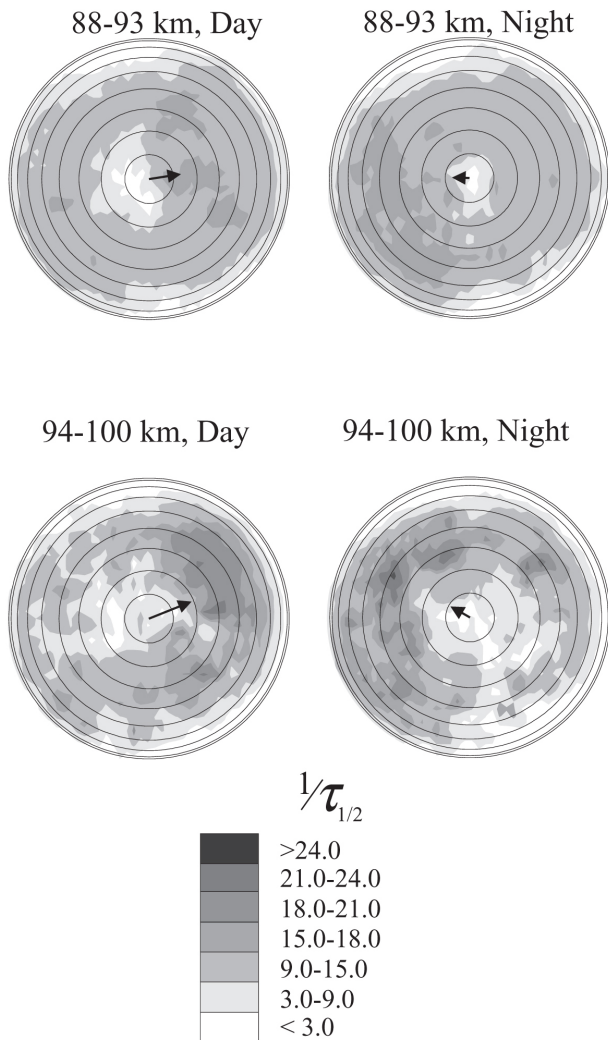 88-93 km, Day
88-93 km, Night
94-100 km, Day
94-100 km, Night
1/τ1/2
>24.0
21.0-24.0
18.0-21.0
15.0-18.0
9.0-15.0
3.0-9.0
< 3.0